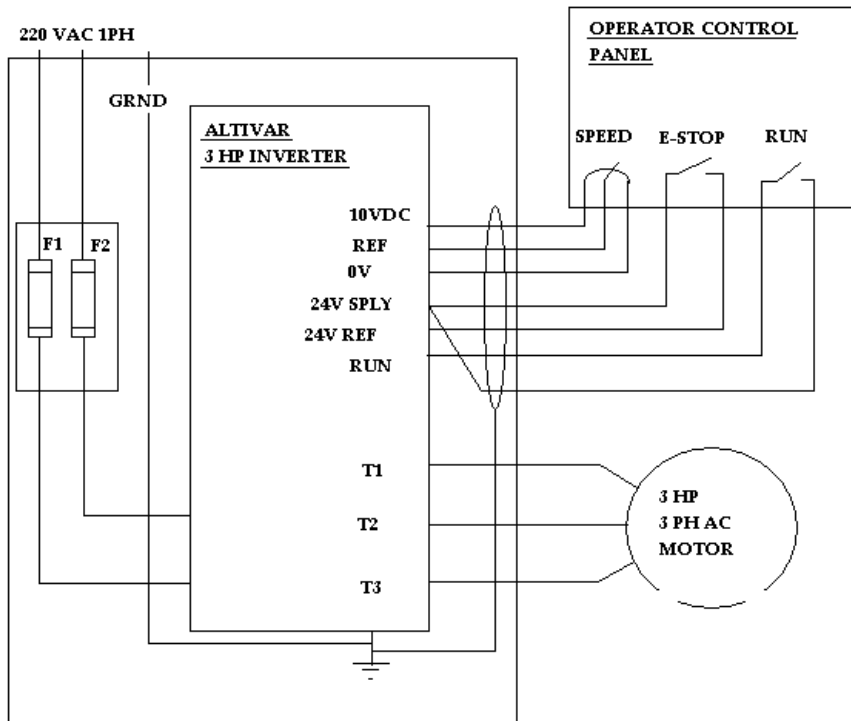 220 VAC 1PH
GRND
F1
F2
ALTIVAR
3 HP INVERTER
10VDC
REF
0V
24V SPLY
24V REF
RUN
T1
T2
T3
OPERATOR CONTROL
PANEL
SPEED
E-STOP
RUN
3 HP
3 PH AC
MOTOR